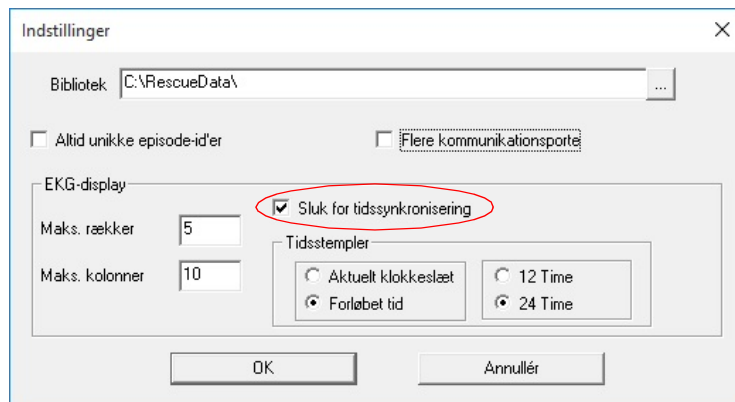 Indstillinger
Bibliotek C:\RescueData\ ...
Altid unikke episode-id'er Flere kommunikationsporte
EKG-display
Sluk for tidssynkronisering
Maks. rækker 5
Tidsstempler
Maks. kolonner 10 Aktuelt klokkeslæt 12 Time
Forløbet tid 24 Time
OK Annullér